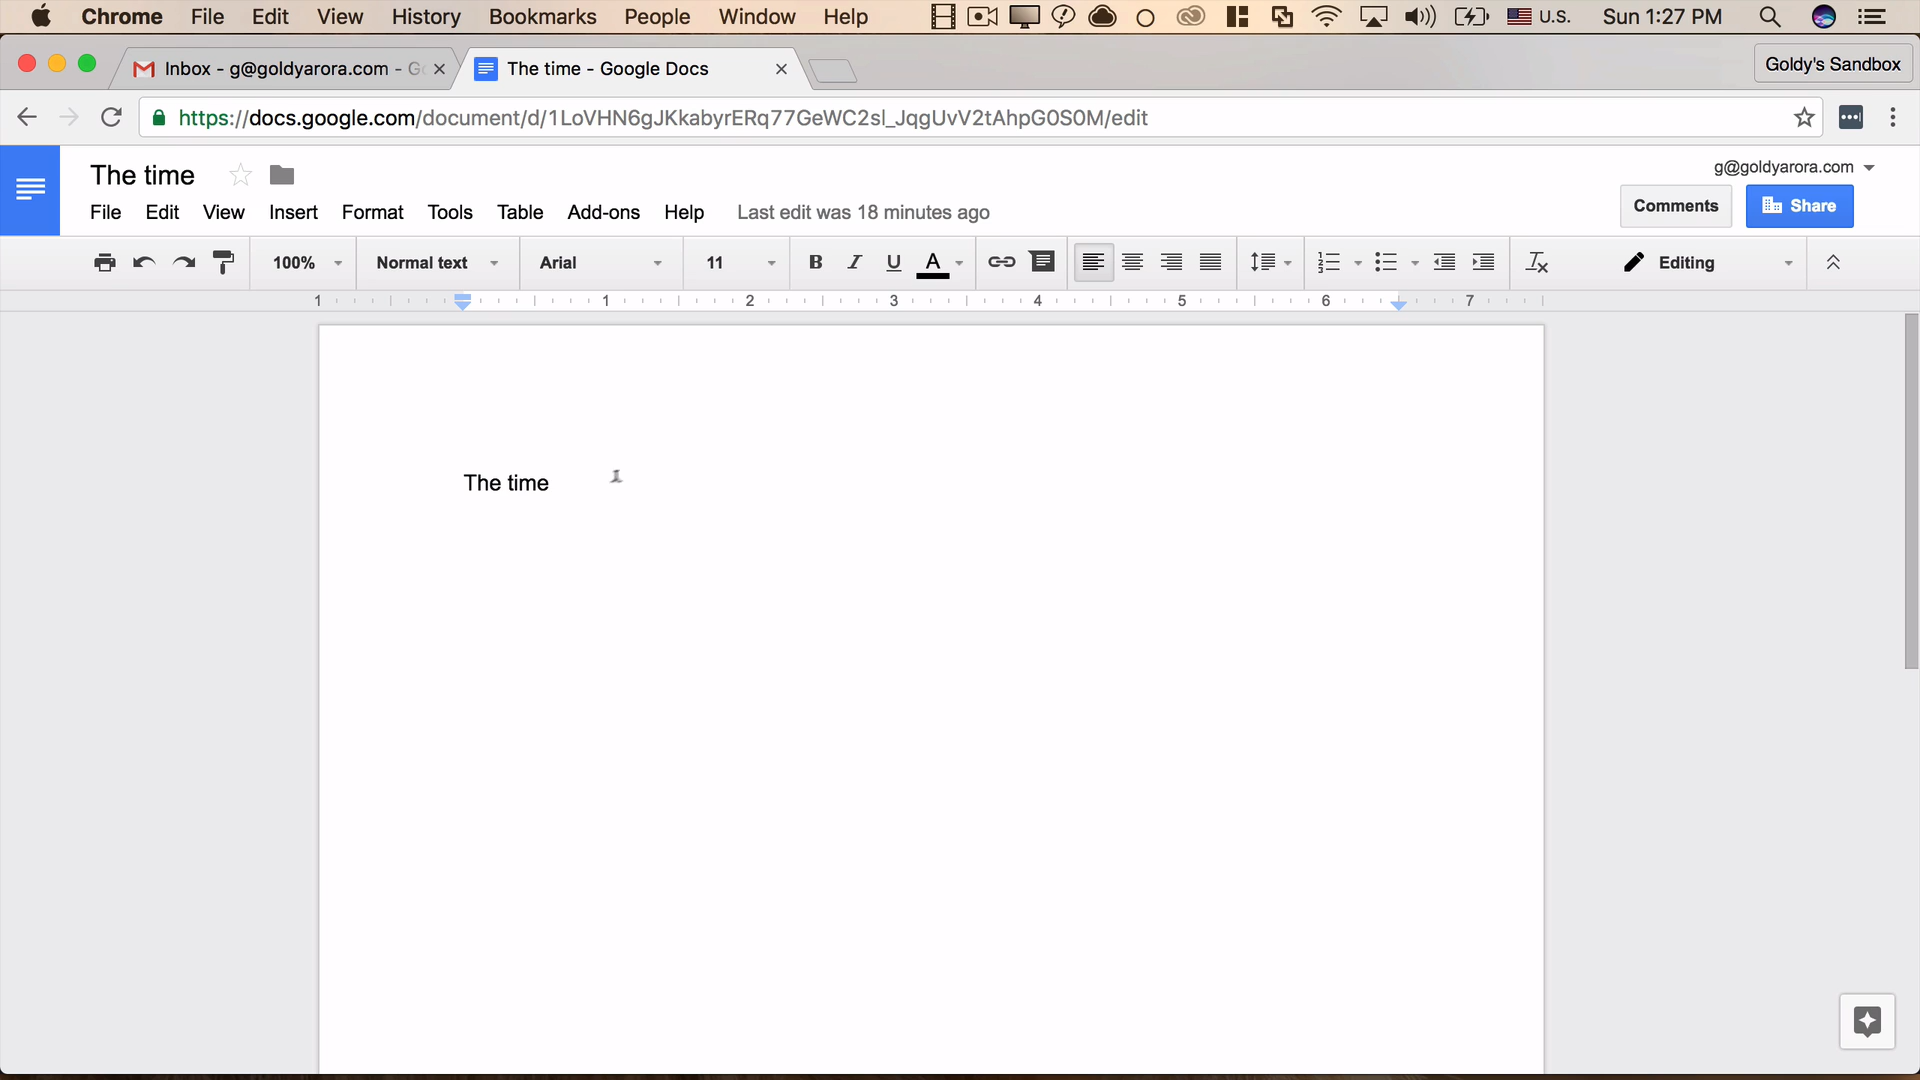 Chrome File Edit View History Bookmarks People Window Help U.S. Sun 1:27 PM
Inbox - g@goldyarora.com - G The time - Google Docs Goldy's Sandbox
https://docs.google.com/document/d/1LoVHN6gJKkabyrERq77GeWC2sl_JqgUvV2tAhpG0S0M/edit
The time g@goldyarora.com
File Edit View Insert Format Tools Table Add-ons Help Last edit was 18 minutes ago Comments Share
100% Normal text Arial 11 B I U A Editing
1 1 2 3 4 5 6 7
The time